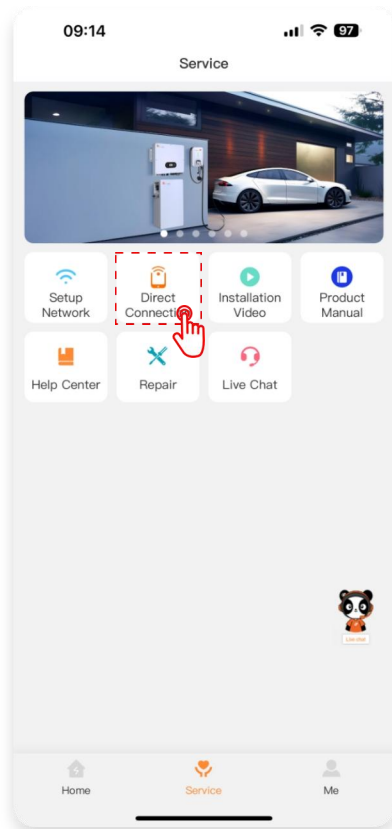 09:14
97
Service
Setup
Network
Direct
Connection
Installation
Video
Product
Manual
Help Center
Repair
Live Chat
Live chat
Home
Service
Me